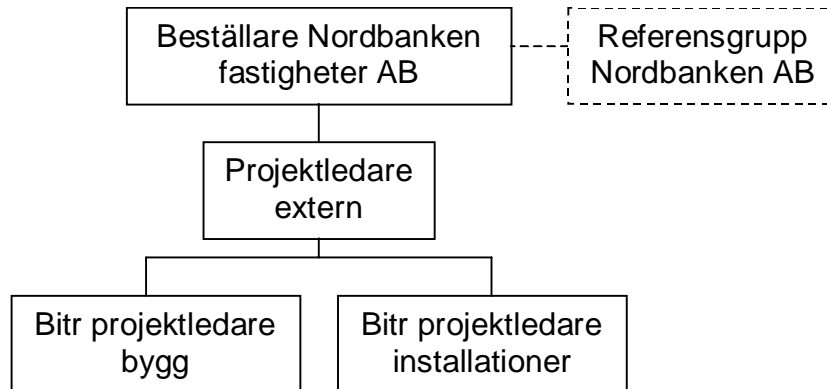 Beställare Nordbanken
fastigheter AB
Referensgrupp
Nordbanken AB
Projektledare
extern
Bitr projektledare
bygg
Bitr projektledare
installationer